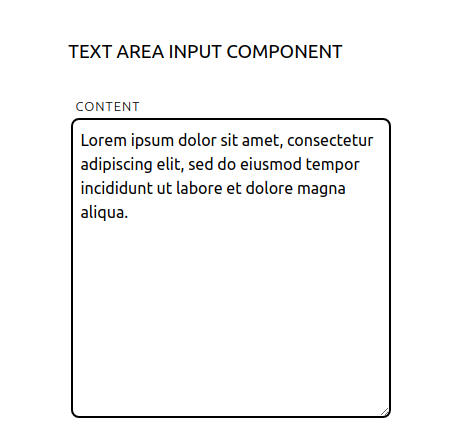 TEXT AREA INPUT COMPONENT
CONTENT
Lorem ipsum dolor sit amet, consectetur
adipiscing elit, sed do eiusmod tempor
incididunt ut labore et dolore magna
aliqua.